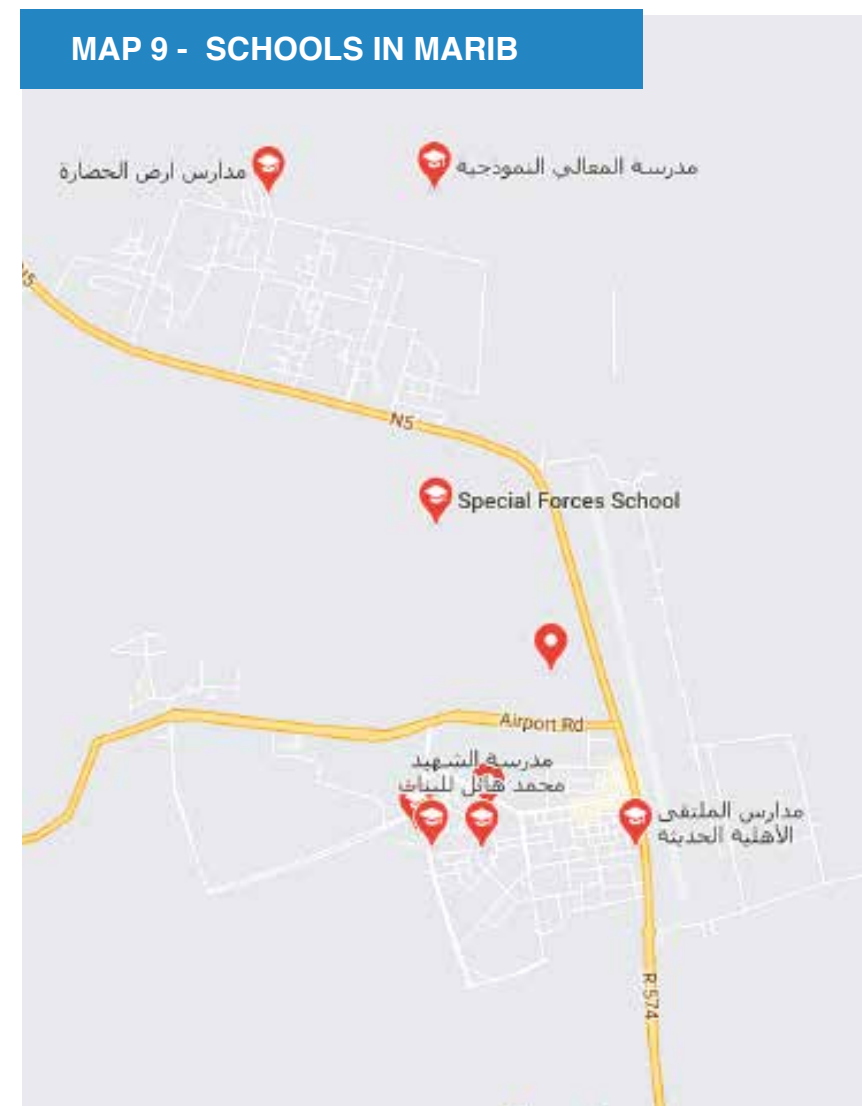 MAP 9 - SCHOOLS IN MARIB
مدارس ارض الحضارة
مدرسة المعالي النموذجية
N5
Special Forces School
Airport Rd
مدرسة الشهيد
محمد هائل للبنات
مدارس الملتقى
الأهلية الحديثة
R.574